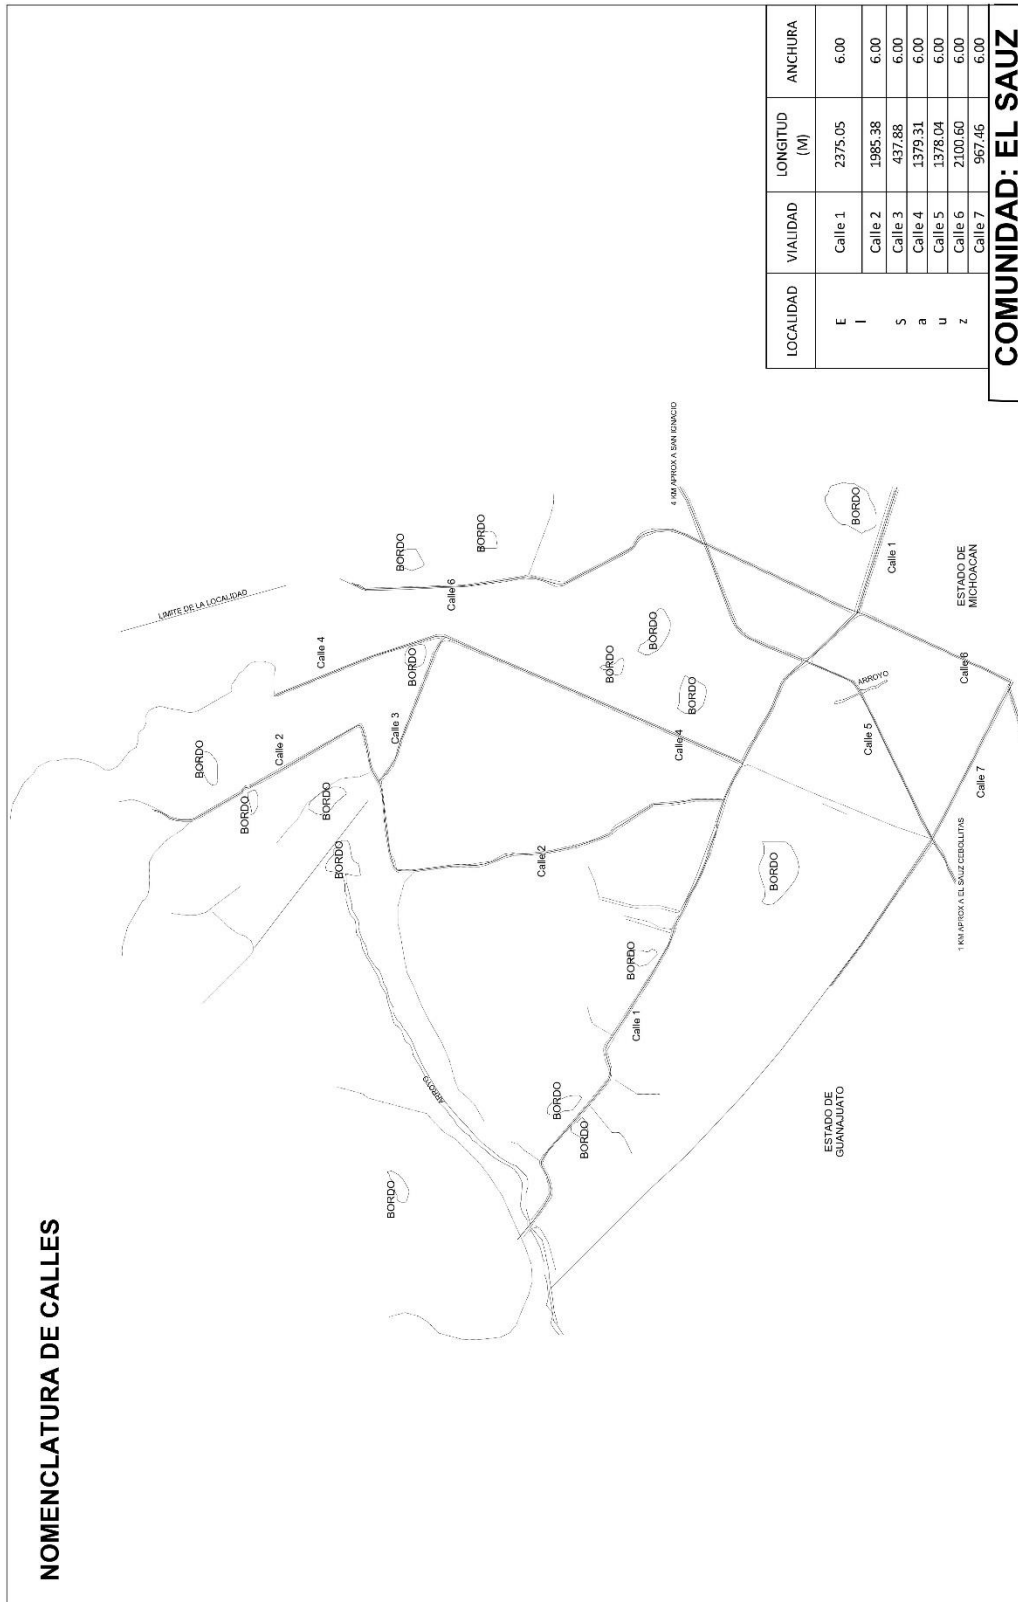 NOMENCLATURA DE CALLES
LIMITE DE LA LOCALIDAD
Calle 4
Calle 2
BORDO
BORDO
BORDO
BORDO
BORDO
Calle 3
BORDO
BORDO
Calle 6
BORDO
ARROYO
BORDO
Calle 2
BORDO
BORDO
BORDO
Calle 4
4 KM APROX A SAN IGNACIO
BORDO
BORDO
BORDO
Calle 1
BORDO
BORDO
Calle 1
ESTADO DE
MICHOACAN
ARROYO
Calle 5
Calle 6
Calle 7
1 KM APROX A EL SAUZ CEBOLLITAS
ESTADO DE
GUANAJUATO
LOCALIDAD VIALIDAD LONGITUD (M) ANCHURA
El Sauz
Calle 1 2375.05 6.00
Calle 2 1985.38 6.00
Calle 3 437.88 6.00
Calle 4 1379.31 6.00
Calle 5 1378.04 6.00
Calle 6 2100.60 6.00
Calle 7 967.46 6.00
COMUNIDAD: EL SAUZ